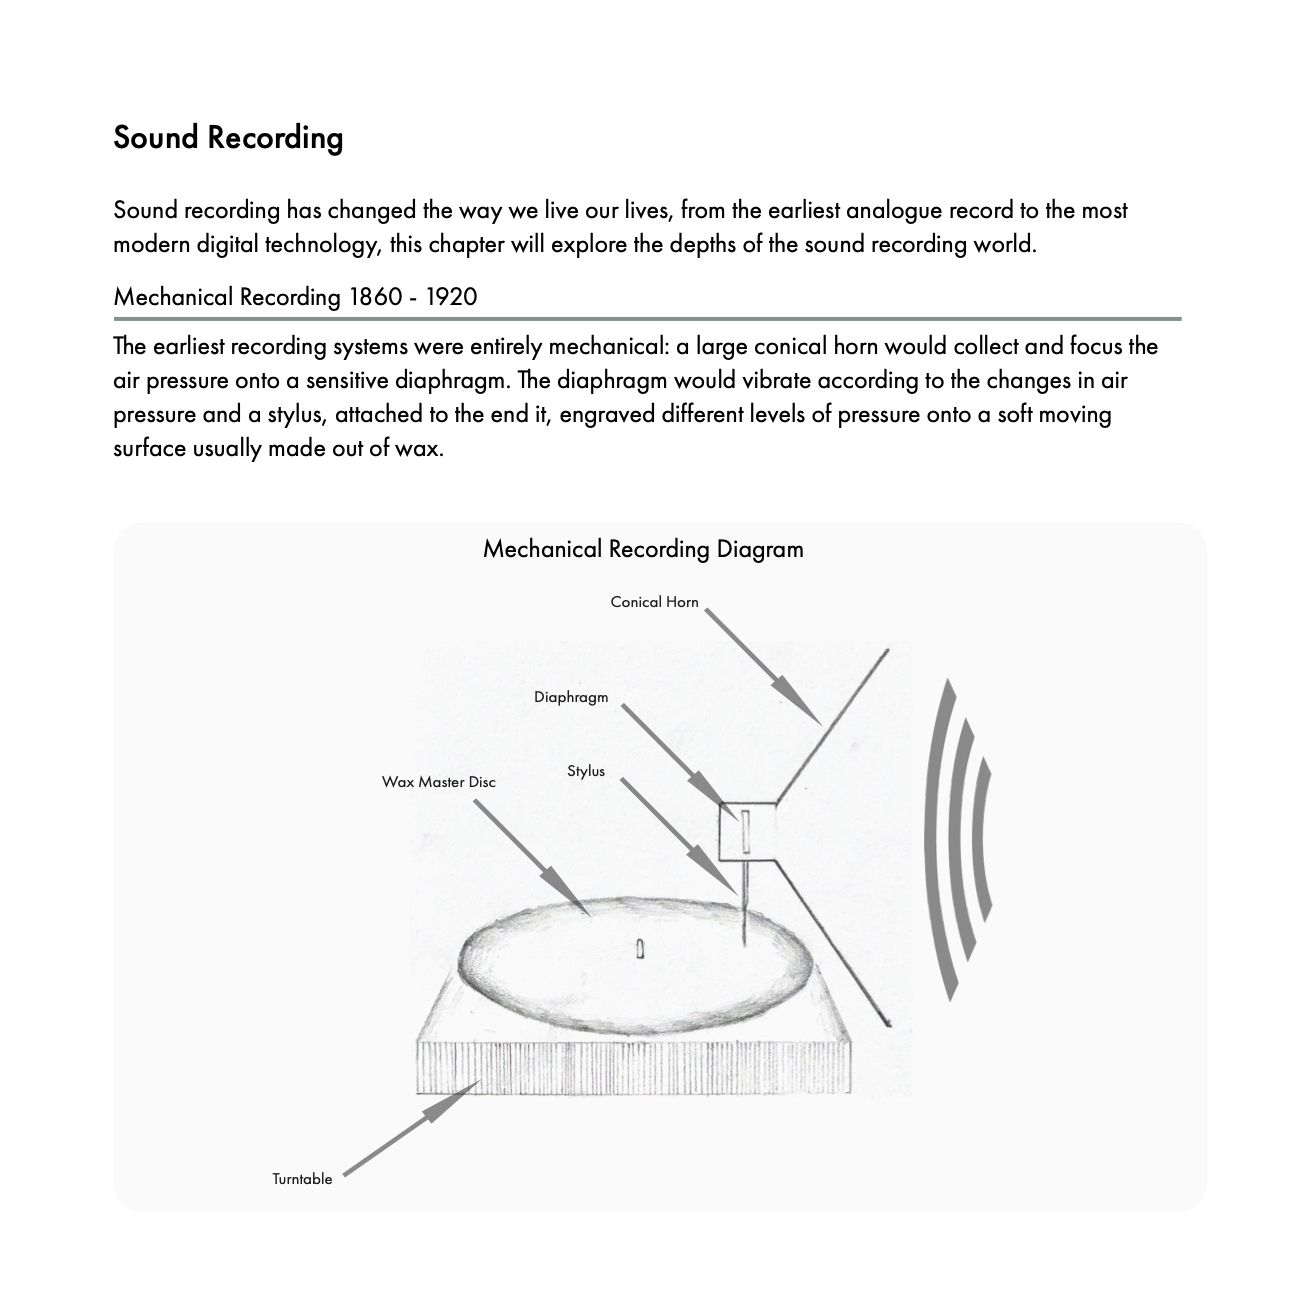 Sound Recording
Sound recording has changed the way we live our lives, from the earliest analogue record to the most
modern digital technology, this chapter will explore the depths of the sound recording world.
Mechanical Recording 1860 - 1920
The earliest recording systems were entirely mechanical: a large conical horn would collect and focus the
air pressure onto a sensitive diaphragm. The diaphragm would vibrate according to the changes in air
pressure and a stylus, attached to the end it, engraved different levels of pressure onto a soft moving
surface usually made out of wax.
Mechanical Recording Diagram
Conical Horn
Diaphragm
Stylus
Wax Master Disc
Turntable